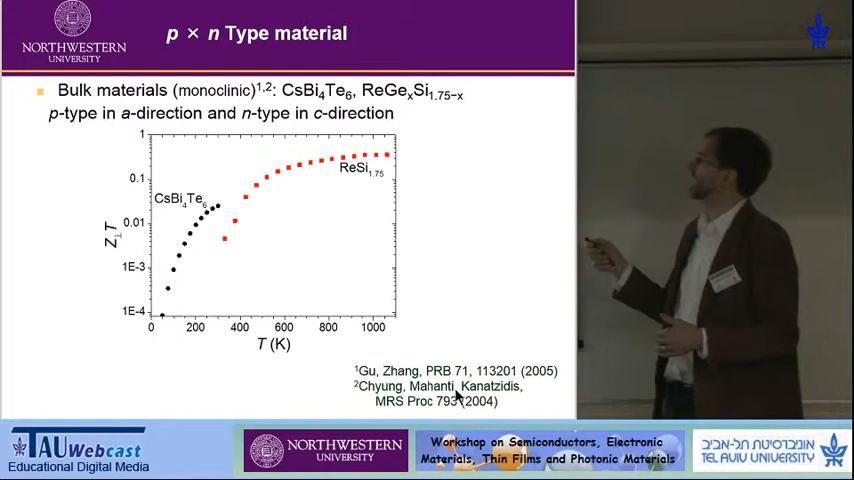 NORTHWESTERN
UNIVERSITY
p × n Type material
Bulk materials (monoclinic)1,2: CsBi4Te6, ReGexSi1.75−x
p-type in a-direction and n-type in c-direction
1
0.1
0.01
1E-3
1E-4
Z⊥T
CsBi4Te6
ReSi1.75
0 200 400 600 800 1000
T (K)
1Gu, Zhang, PRB 71, 113201 (2005)
2Chyung, Mahanti, Kanatzidis,
MRS Proc 793 (2004)
TAU Webcast
Educational Digital Media
NORTHWESTERN
UNIVERSITY
Workshop on Semiconductors, Electronic
Materials, Thin Films and Photonic Materials
אוניברסיטת תל-אביב
TEL AVIV UNIVERSITY